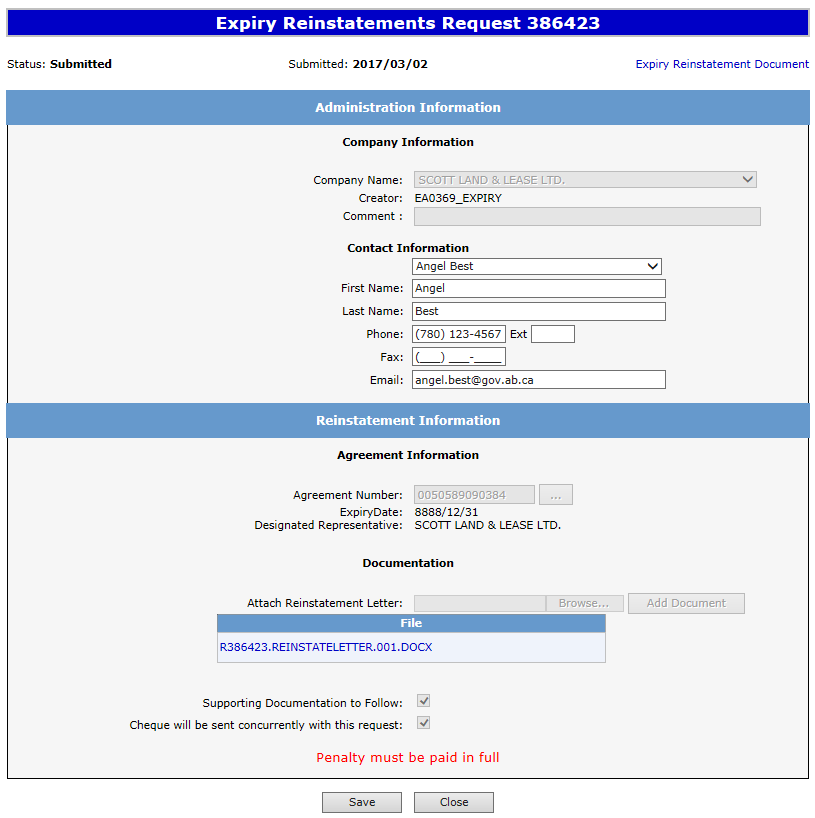 Expiry Reinstatements Request 386423
Status: Submitted Submitted: 2017/03/02 Expiry Reinstatement Document
Administration Information
Company Information
Company Name: SCOTT LAND & LEASE LTD.
Creator: EA0369_EXPIRY
Comment :
Contact Information
Angel Best
First Name: Angel
Last Name: Best
Phone: (780) 123-4567 Ext
Fax: (___) ___-____
Email: angel.best@gov.ab.ca
Reinstatement Information
Agreement Information
Agreement Number: 0050589090384 ...
ExpiryDate: 8888/12/31
Designated Representative: SCOTT LAND & LEASE LTD.
Documentation
Attach Reinstatement Letter: Browse... Add Document
File
R386423.REINSTATELETTER.001.DOCX
Supporting Documentation to Follow:
Cheque will be sent concurrently with this request:
Penalty must be paid in full
Save Close